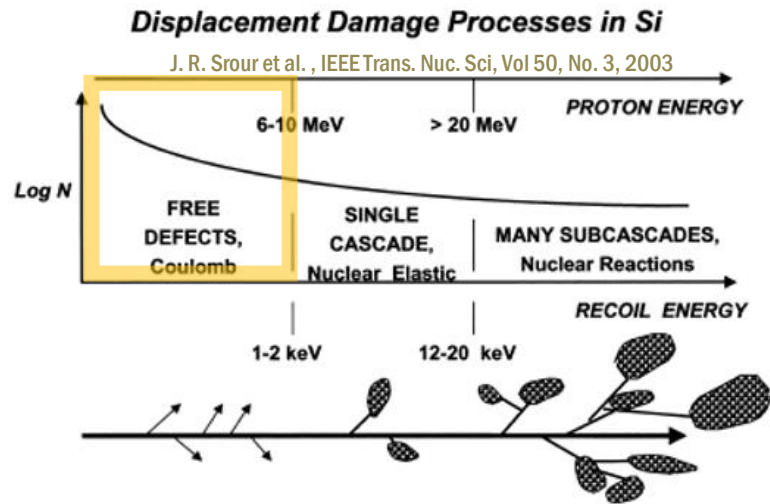 Displacement Damage Processes in Si
J. R. Srour et al. , IEEE Trans. Nuc. Sci, Vol 50, No. 3, 2003
PROTON ENERGY
6-10 MeV
> 20 MeV
Log N
FREE
DEFECTS,
Coulomb
SINGLE
CASCADE,
Nuclear Elastic
MANY SUBCASCADES,
Nuclear Reactions
RECOIL ENERGY
1-2 keV
12-20 keV